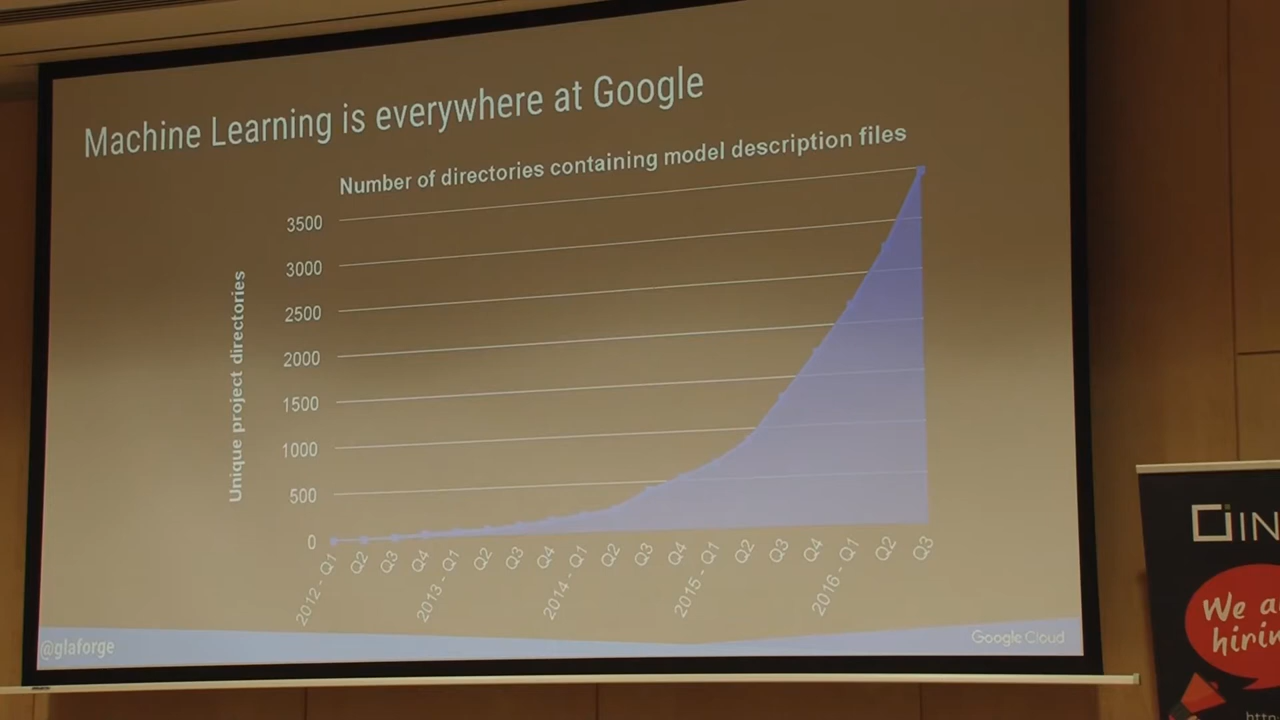 Machine Learning is everywhere at Google
Number of directories containing model description files
Unique project directories
3500
3000
2500
2000
1500
1000
500
0
2012 - Q1
Q2
Q3
Q4
2013 - Q1
Q2
Q3
Q4
2014 - Q1
Q2
Q3
Q4
2015 - Q1
Q2
Q3
Q4
2016 - Q1
Q2
Q3
@glaforge
Google Cloud
IN
We a
hirin
http